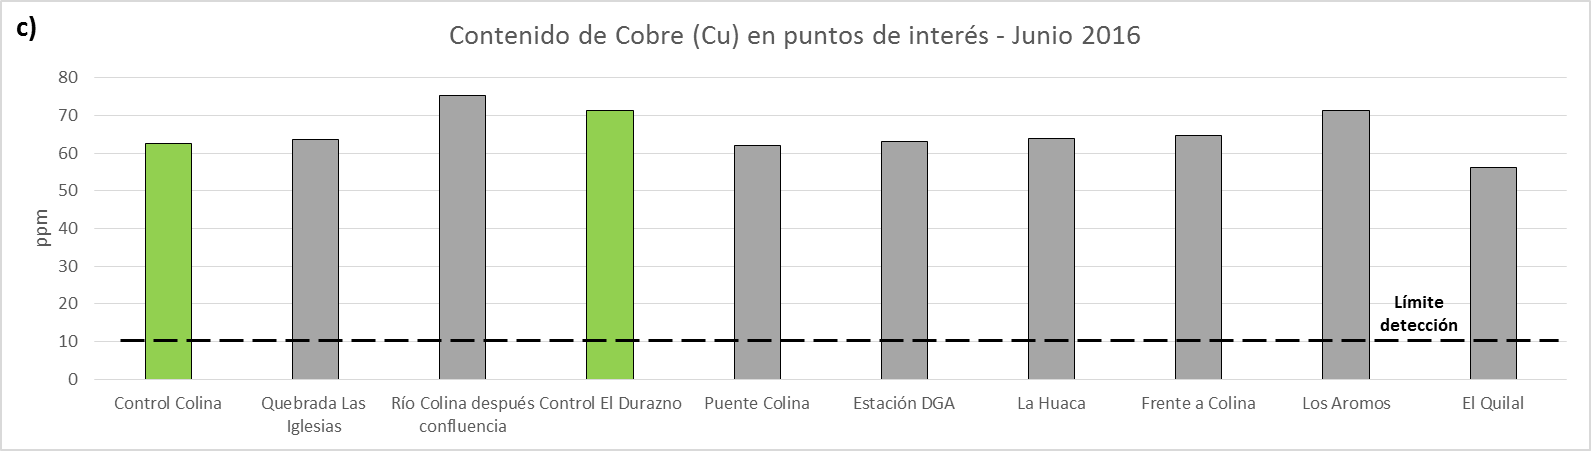 c)
Contenido de Cobre (Cu) en puntos de interés - Junio 2016
80
70
60
50
40
30
20
10
0
ppm
Límite
detección
Control Colina
Quebrada Las
Iglesias
Río Colina después
confluencia
Control El Durazno
Puente Colina
Estación DGA
La Huaca
Frente a Colina
Los Aromos
El Quilal